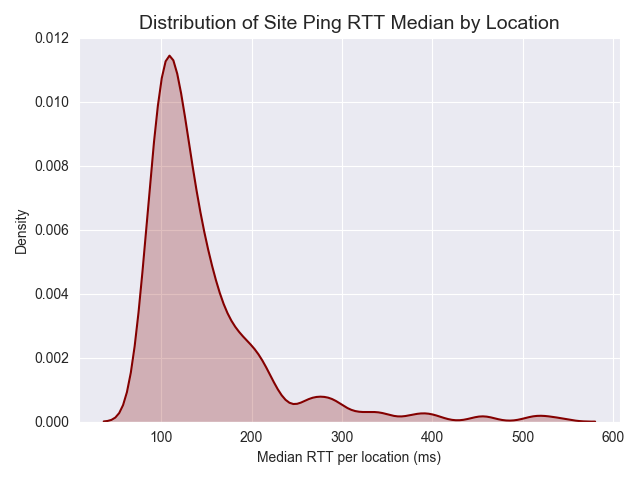 Distribution of Site Ping RTT Median by Location
0.012
0.010
0.008
0.006
0.004
0.002
0.000
Density
100 200 300 400 500 600
Median RTT per location (ms)